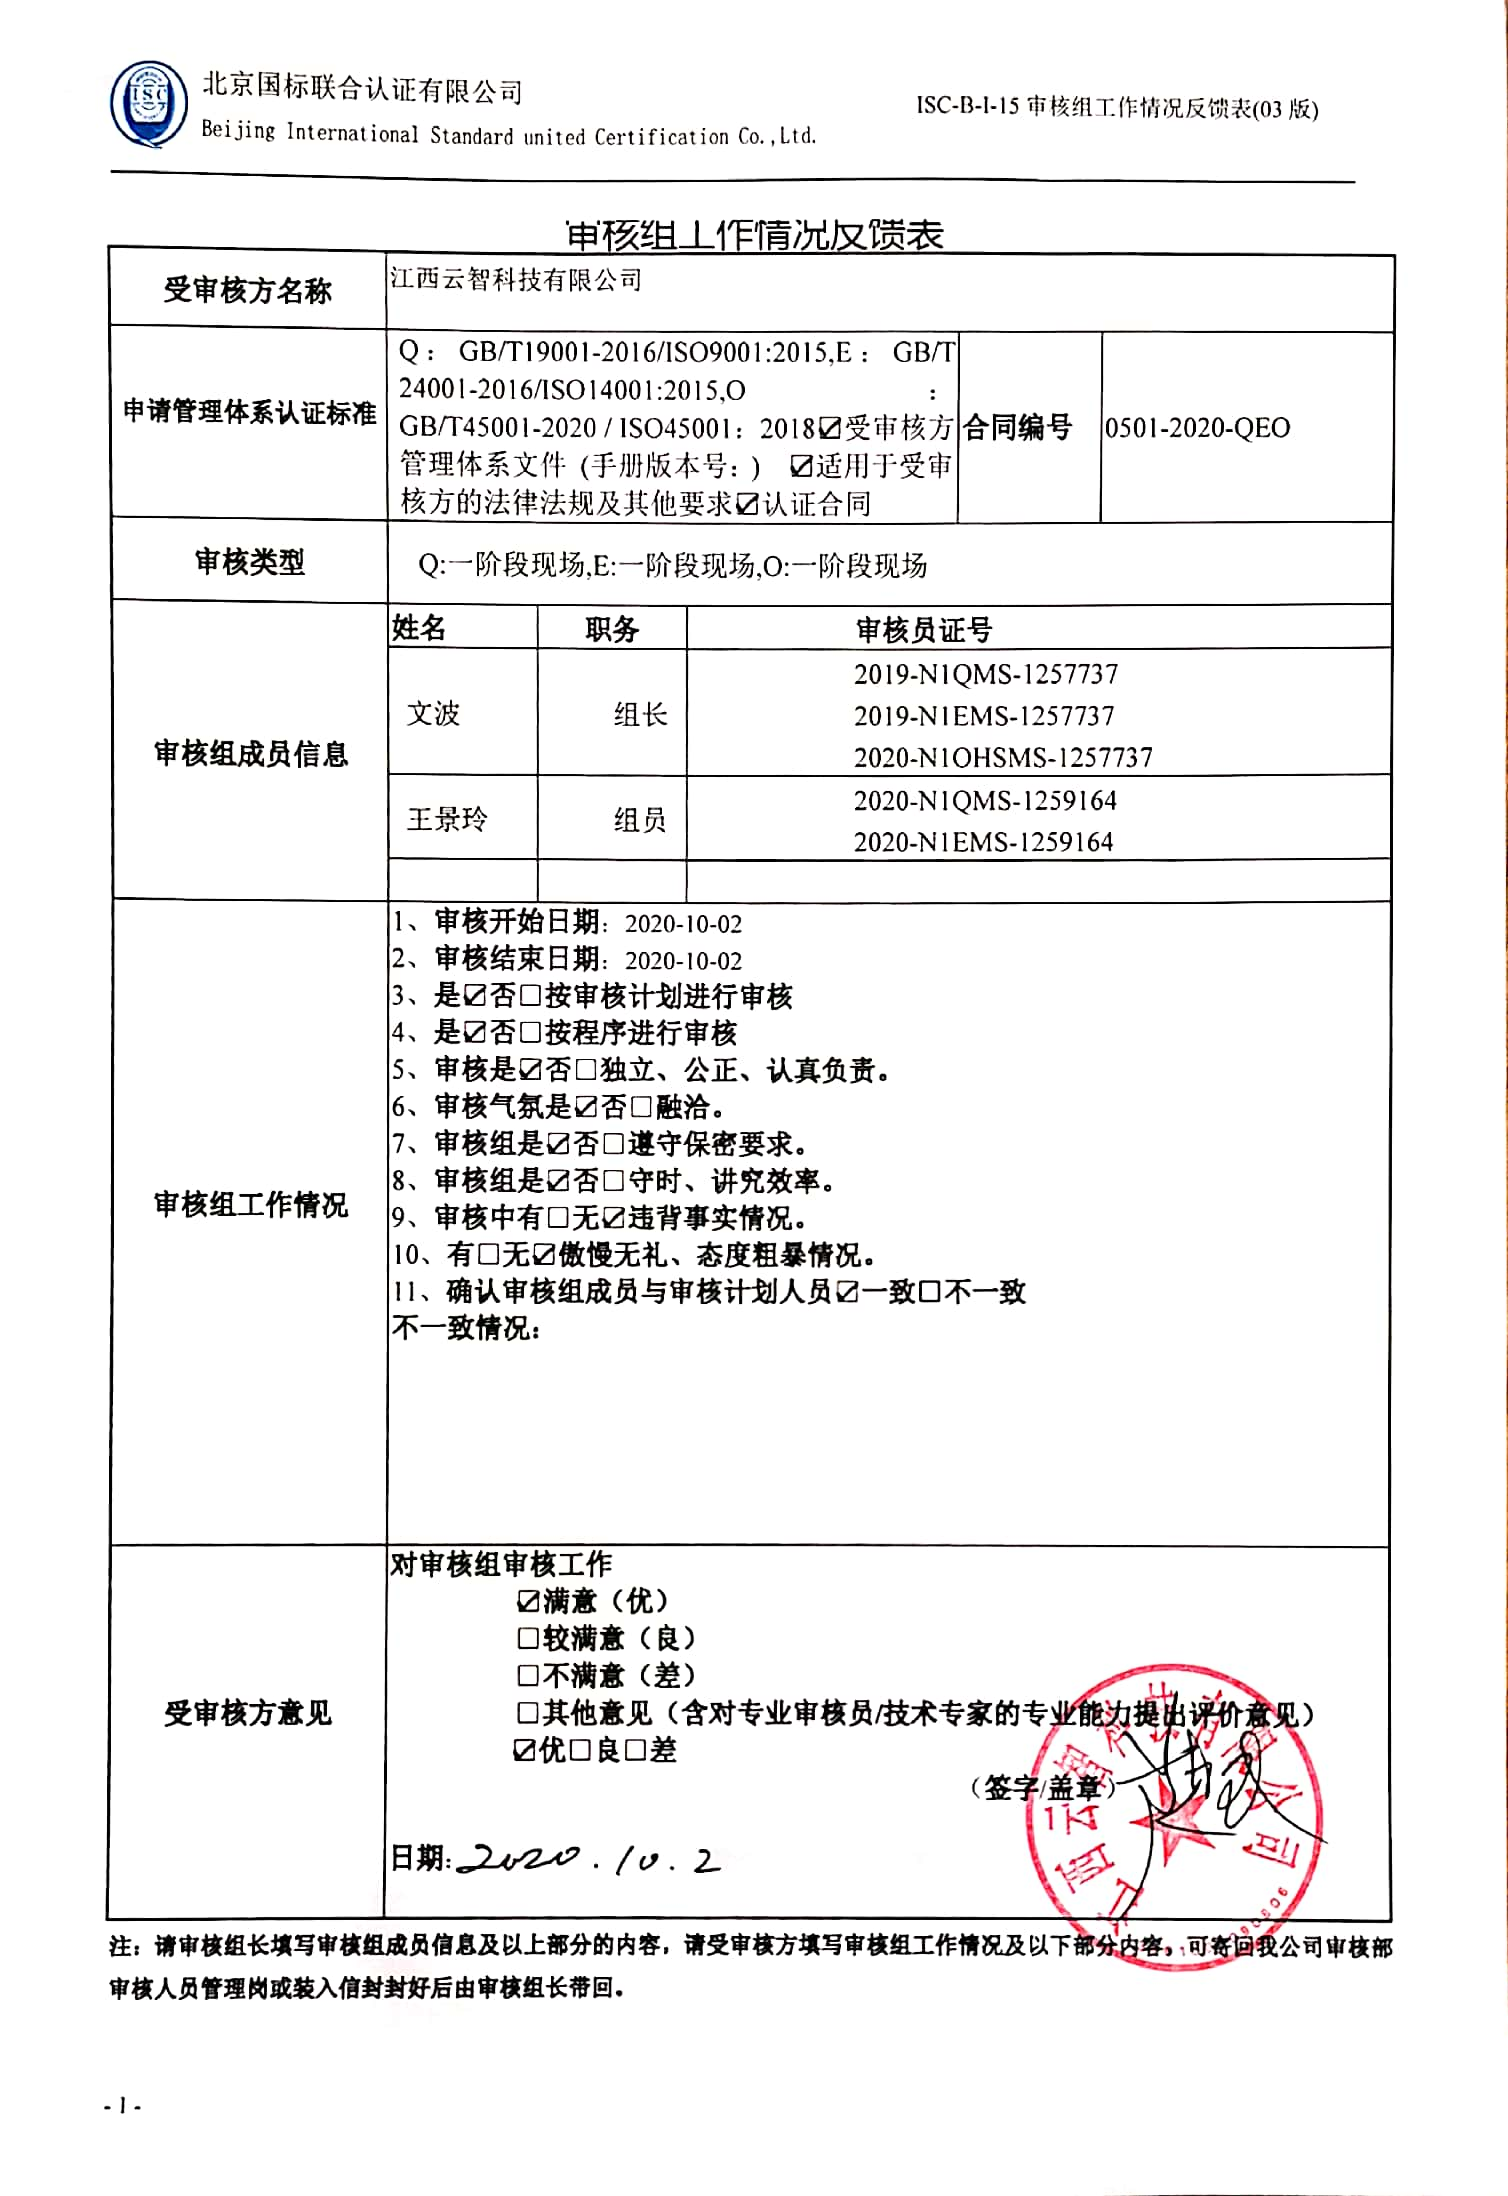 ISC
北京国标联合认证有限公司
Beijing International Standard united Certification Co.,Ltd.
ISC-B-I-15 审核组工作情况反馈表(03 版)
审核组工作情况反馈表
受审核方名称
江西云智科技有限公司
申请管理体系认证标准
Q： GB/T19001-2016/ISO9001:2015,E： GB/T
24001-2016/ISO14001:2015,O ：
GB/T45001-2020 / ISO45001：2018☑受审核方
管理体系文件 (手册版本号：) ☑适用于受审
核方的法律法规及其他要求☑认证合同
合同编号
0501-2020-QEO
审核类型
Q:一阶段现场,E:一阶段现场,O:一阶段现场
审核组成员信息
姓名 职务 审核员证号
文波 组长
2019-N1QMS-1257737
2019-N1EMS-1257737
2020-N1OHSMS-1257737
王景玲 组员
2020-N1QMS-1259164
2020-N1EMS-1259164
审核组工作情况
1、审核开始日期：2020-10-02
2、审核结束日期：2020-10-02
3、是☑否□按审核计划进行审核
4、是☑否□按程序进行审核
5、审核是☑否□独立、公正、认真负责。
6、审核气氛是☑否□融洽。
7、审核组是☑否□遵守保密要求。
8、审核组是☑否□守时、讲究效率。
9、审核中有□无☑违背事实情况。
10、有□无☑傲慢无礼、态度粗暴情况。
11、确认审核组成员与审核计划人员☑一致□不一致
不一致情况：
受审核方意见
对审核组审核工作
☑满意（优）
□较满意（良）
□不满意（差）
□其他意见（含对专业审核员/技术专家的专业能力提出评价意见）
☑优□良□差
（签字/盖章）
江西云智科技有限公司
日期: 2020.10.2
注：请审核组长填写审核组成员信息及以上部分的内容，请受审核方填写审核组工作情况及以下部分内容。可寄回我公司审核部
审核人员管理岗或装入信封封好后由审核组长带回。
- 1 -